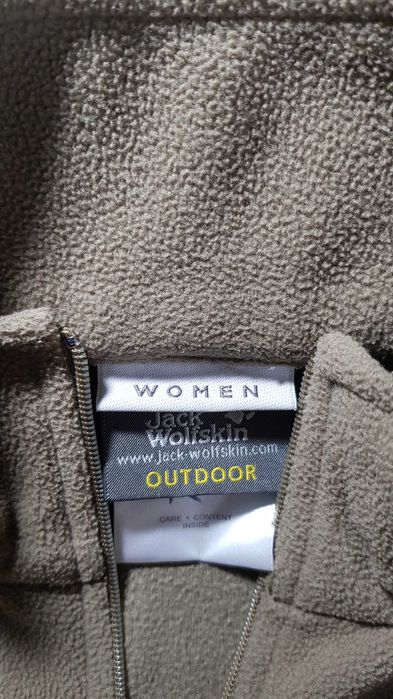 WOMEN
Jack
Wolfskin
www.jack-wolfskin.com
OUTDOOR
CARE + CONTENT
INSIDE